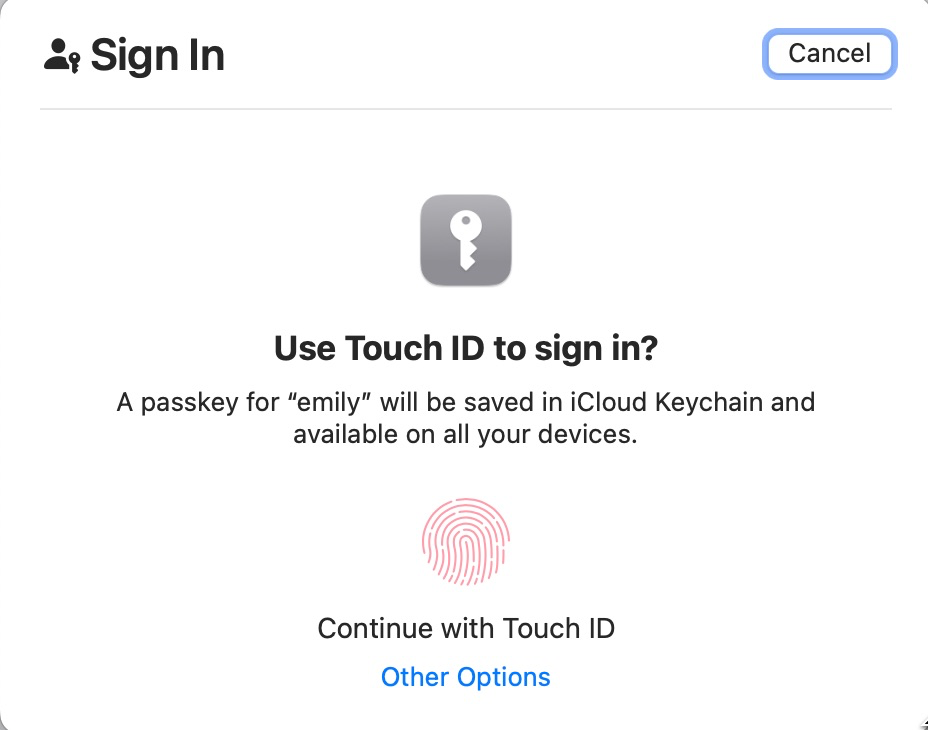 Sign In
Cancel
Use Touch ID to sign in?
A passkey for “emily” will be saved in iCloud Keychain and
available on all your devices.
Continue with Touch ID
Other Options